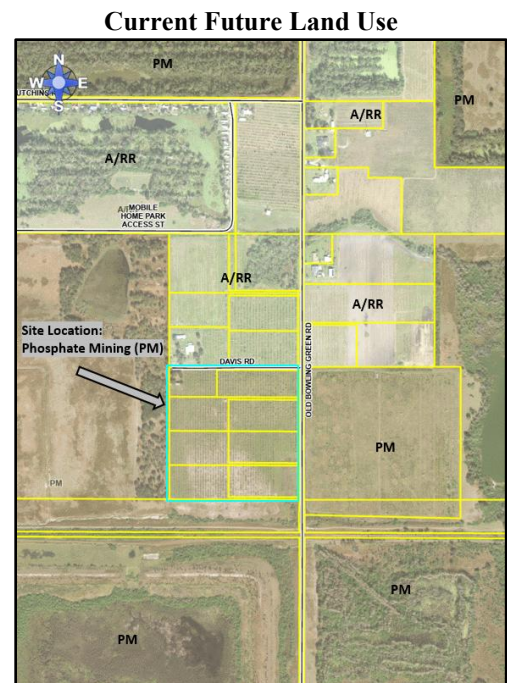 Current Future Land Use
N
W E
S
PM
PM
A/RR
A/RR
MOBILE
HOME PARK
ACCESS ST
A/RR
A/RR
Site Location:
Phosphate Mining (PM)
DAVIS RD
OLD BOWLING GREEN RD
PM
PM
PM
PM